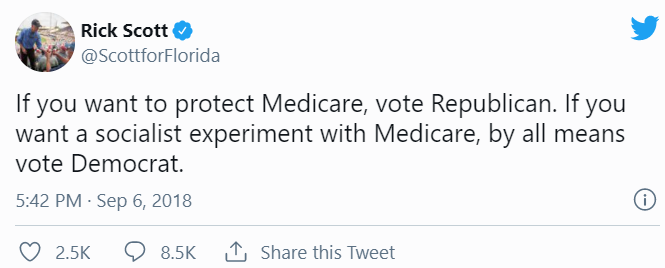 Rick Scott
@ScottforFlorida
If you want to protect Medicare, vote Republican. If you
want a socialist experiment with Medicare, by all means
vote Democrat.
5:42 PM · Sep 6, 2018
2.5K 8.5K Share this Tweet